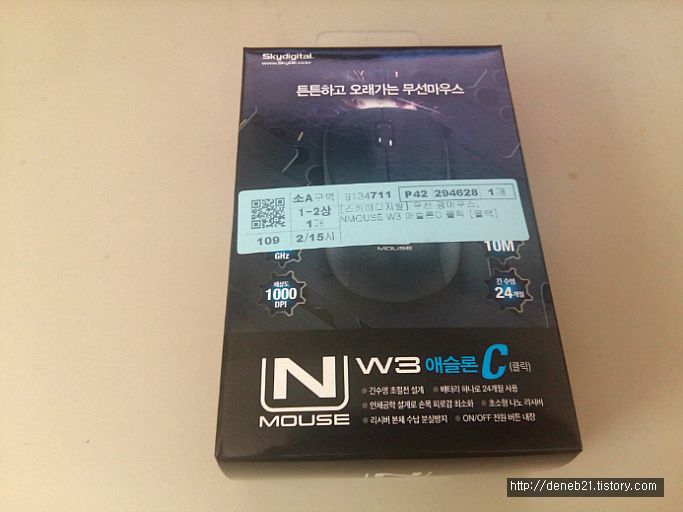 Skydigital.
www.SkyDC.co.kr
튼튼하고 오래가는 무선마우스
소A구역 9134711 P42 294628 1개
1-2상
1개
[스카이디지탈] 무선 광마우스,
NMOUSE W3 애슬론C 클릭 [블랙]
109 2/15시
MOUSE
GHz
10M
해상도
1000
DPI
건 수명
24개월
N
MOUSE
W3 애슬론 C (클릭)
긴수명 초절전 설계 배터리 하나로 24개월 사용
인체공학 설계로 손목 피로감 최소화 초소형 나노 리시버
리시버 본체 수납 분실방지 ON/OFF 전원 버튼 내장
http://deneb21.tistory.com